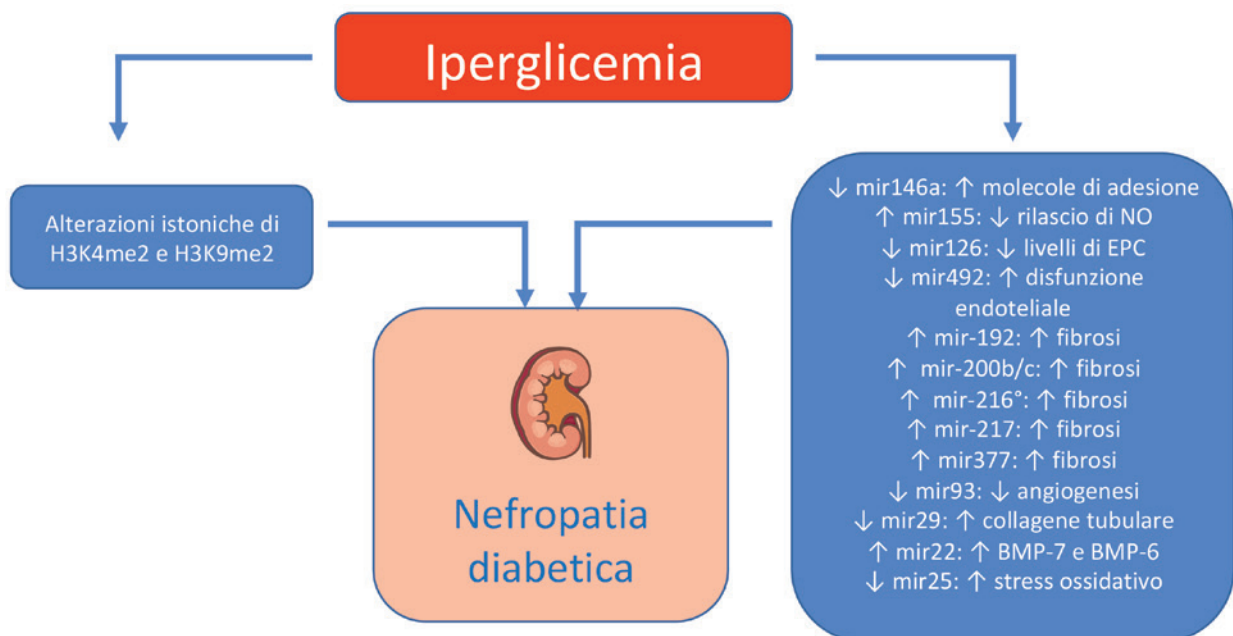 Iperglicemia
Alterazioni istoniche di
H3K4me2 e H3K9me2
↓ mir146a: ↑ molecole di adesione
↑ mir155: ↓ rilascio di NO
↓ mir126: ↓ livelli di EPC
↓ mir492: ↑ disfunzione
endoteliale
↑ mir-192: ↑ fibrosi
↑ mir-200b/c: ↑ fibrosi
↑ mir-216°: ↑ fibrosi
↑ mir-217: ↑ fibrosi
↑ mir377: ↑ fibrosi
↓ mir93: ↓ angiogenesi
↓ mir29: ↑ collagene tubulare
↑ mir22: ↑ BMP-7 e BMP-6
↓ mir25: ↑ stress ossidativo
Nefropatia
diabetica